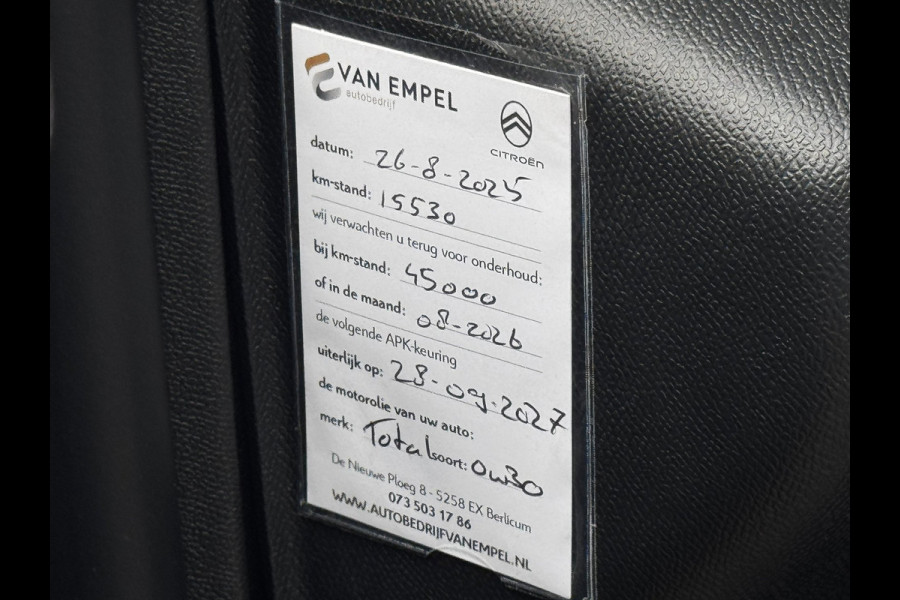 VAN EMPEL
autobedrijf
CITROËN
datum: 26-8-2025
km-stand: 15530
wij verwachten u terug voor onderhoud:
bij km-stand: 45000
of in de maand: 08-2026
de volgende APK-keuring
uiterlijk op: 28-09-2027
de motorolie van uw auto:
merk: Total soort: 0w30
De Nieuwe Ploeg 8 - 5258 EX Berlicum
073 503 17 86
WWW.AUTOBEDRIJFVANEMPEL.NL